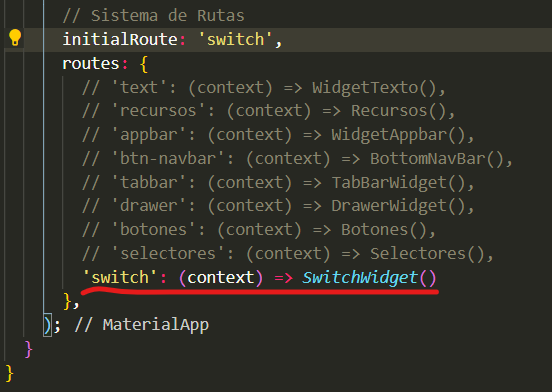 // Sistema de Rutas
initialRoute: 'switch',
routes: {
// 'text': (context) => WidgetTexto(),
// 'recursos': (context) => Recursos(),
// 'appbar': (context) => WidgetAppbar(),
// 'btn-navbar': (context) => BottomNavBar(),
// 'tabbar': (context) => TabBarWidget(),
// 'drawer': (context) => DrawerWidget(),
// 'botones': (context) => Botones(),
// 'selectores': (context) => Selectores(),
'switch': (context) => SwitchWidget()
},
); // MaterialApp
}
}